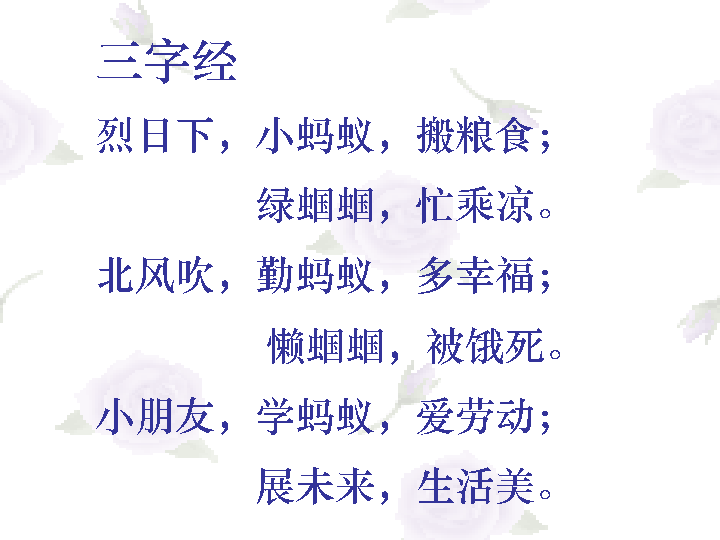 三字经
烈日下，小蚂蚁，搬粮食；
绿蝈蝈，忙乘凉。
北风吹，勤蚂蚁，多幸福；
懒蝈蝈，被饿死。
小朋友，学蚂蚁，爱劳动；
展未来，生活美。